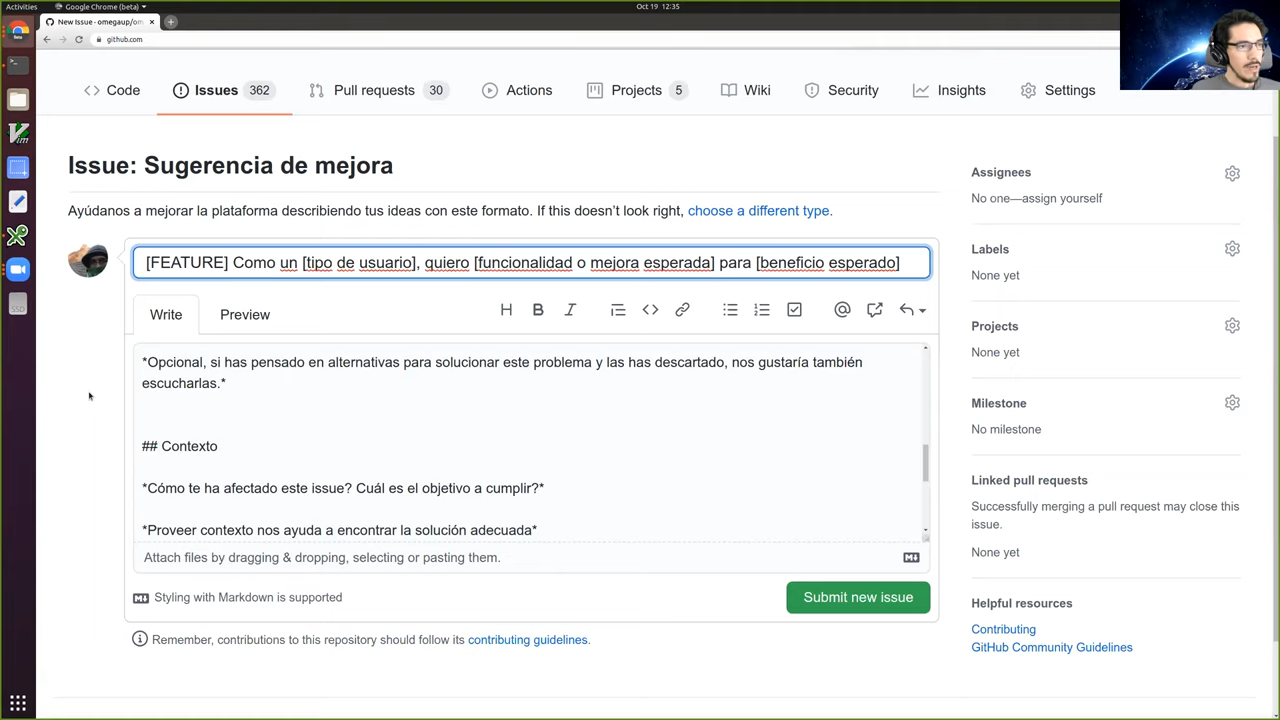 Activities
Google Chrome (beta)
Oct 19 12:35
New Issue - omegaup/om
github.com
Code
Issues 362
Pull requests 30
Actions
Projects 5
Wiki
Security
Insights
Settings
Issue: Sugerencia de mejora
Ayúdanos a mejorar la plataforma describiendo tus ideas con este formato. If this doesn’t look right, choose a different type.
[FEATURE] Como un [tipo de usuario], quiero [funcionalidad o mejora esperada] para [beneficio esperado]
Write
Preview
*Opcional, si has pensado en alternativas para solucionar este problema y las has descartado, nos gustaría también
escucharlas.*
## Contexto
*Cómo te ha afectado este issue? Cuál es el objetivo a cumplir?*
*Proveer contexto nos ayuda a encontrar la solución adecuada*
Attach files by dragging & dropping, selecting or pasting them.
Styling with Markdown is supported
Submit new issue
Remember, contributions to this repository should follow its contributing guidelines.
Assignees
No one—assign yourself
Labels
None yet
Projects
None yet
Milestone
No milestone
Linked pull requests
Successfully merging a pull request may close this
issue.
None yet
Helpful resources
Contributing
GitHub Community Guidelines